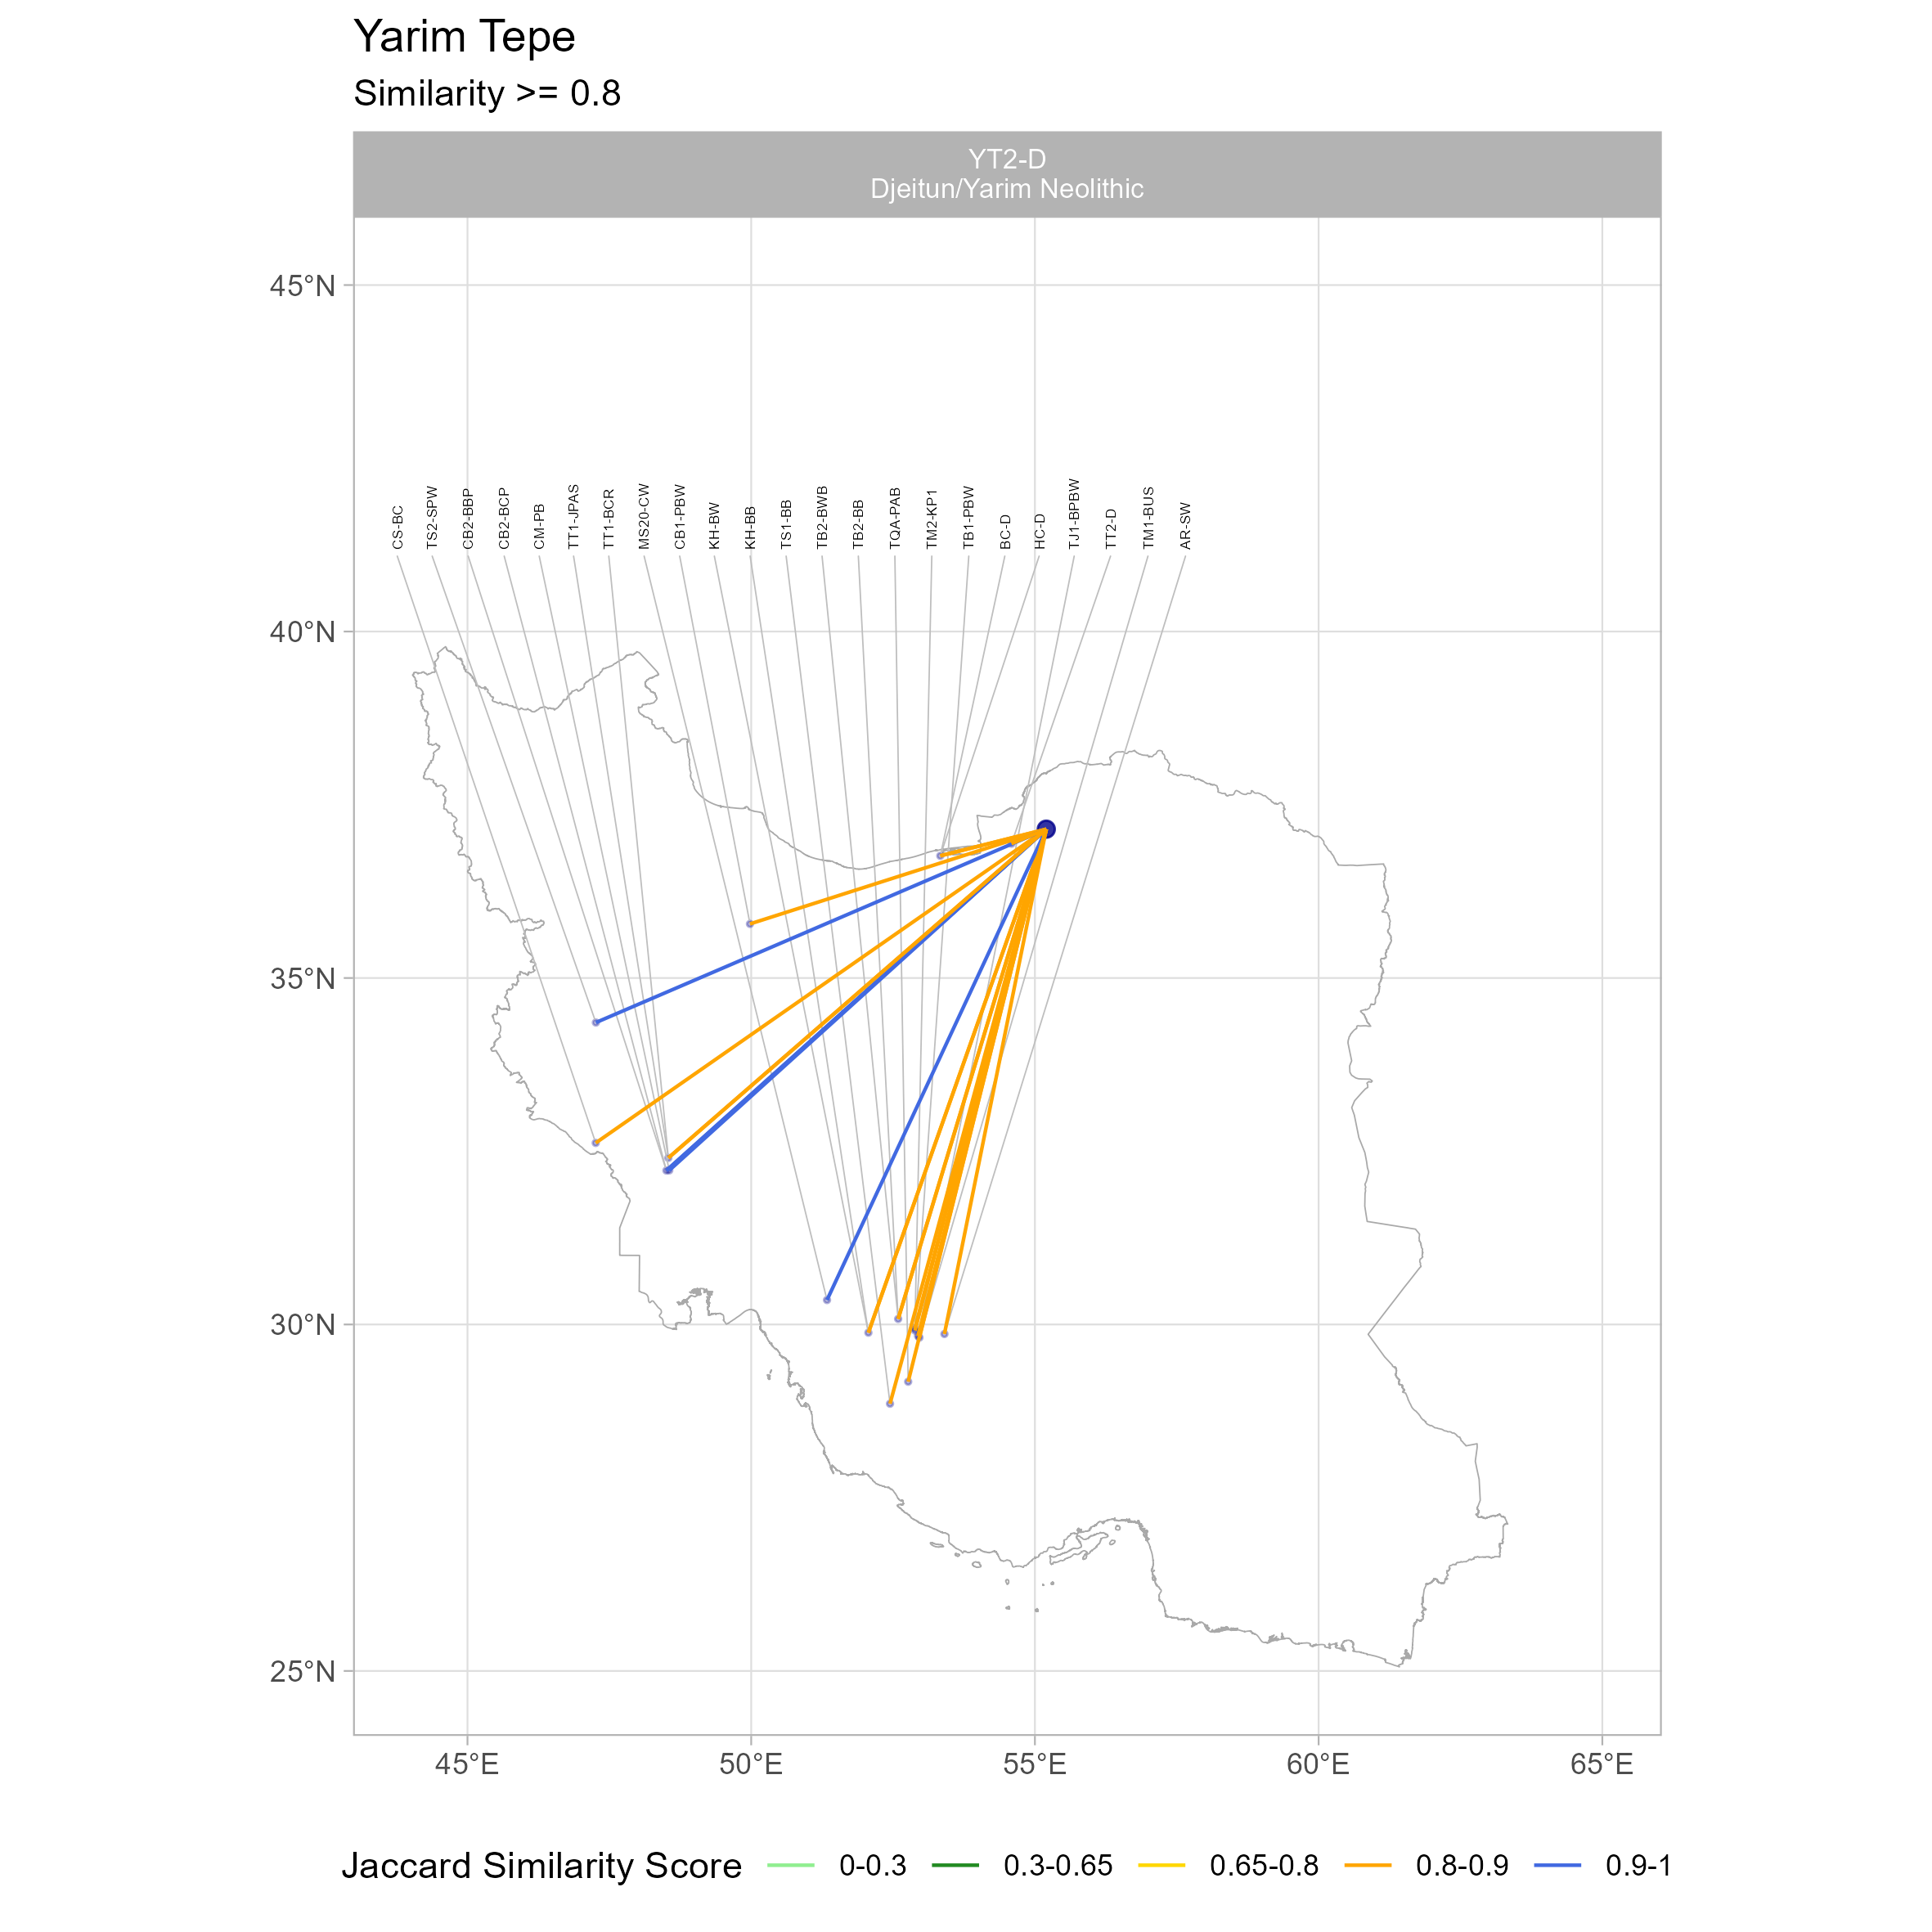 Yarim Tepe
Similarity >= 0.8
YT2-D
Djeitun/Yarim Neolithic
45°N
40°N
35°N
30°N
25°N
CS-BC
TS2-SPW
CB2-BBP
CB2-BCP
CM-PB
TT1-JPAS
TT1-BCR
MS20-CW
CB1-PBW
KH-BW
KH-BB
TS1-BB
TB2-BWB
TB2-BB
TQA-PAB
TM2-KP1
TB1-PBW
BC-D
HC-D
TJ1-BPBW
TT2-D
TM1-BUS
AR-SW
45°E
50°E
55°E
60°E
65°E
Jaccard Similarity Score
0-0.3
0.3-0.65
0.65-0.8
0.8-0.9
0.9-1